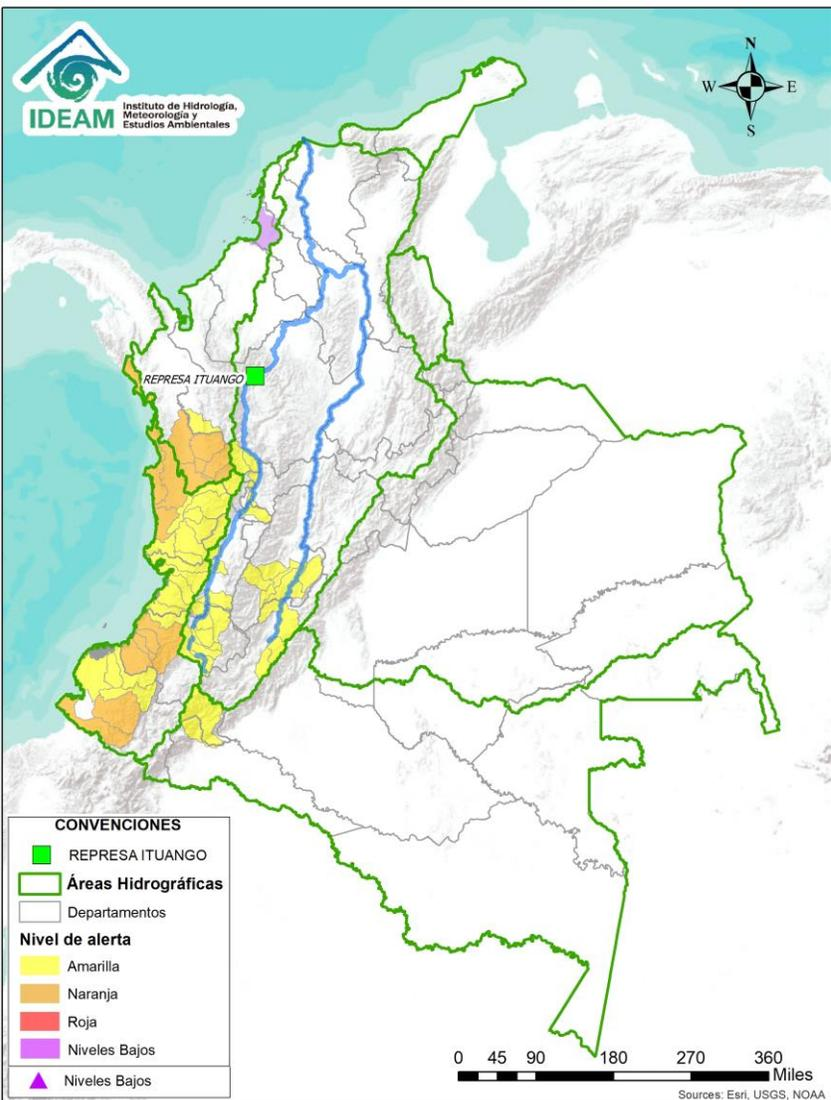 IDEAM
Instituto de Hidrología,
Meteorología y
Estudios Ambientales
N
W
E
S
REPRESA ITUANGO
CONVENCIONES
REPRESA ITUANGO
Áreas Hidrográficas
Departamentos
Nivel de alerta
Amarilla
Naranja
Roja
Niveles Bajos
Niveles Bajos
0 45 90 180 270 360
Miles
Sources: Esri, USGS, NOAA